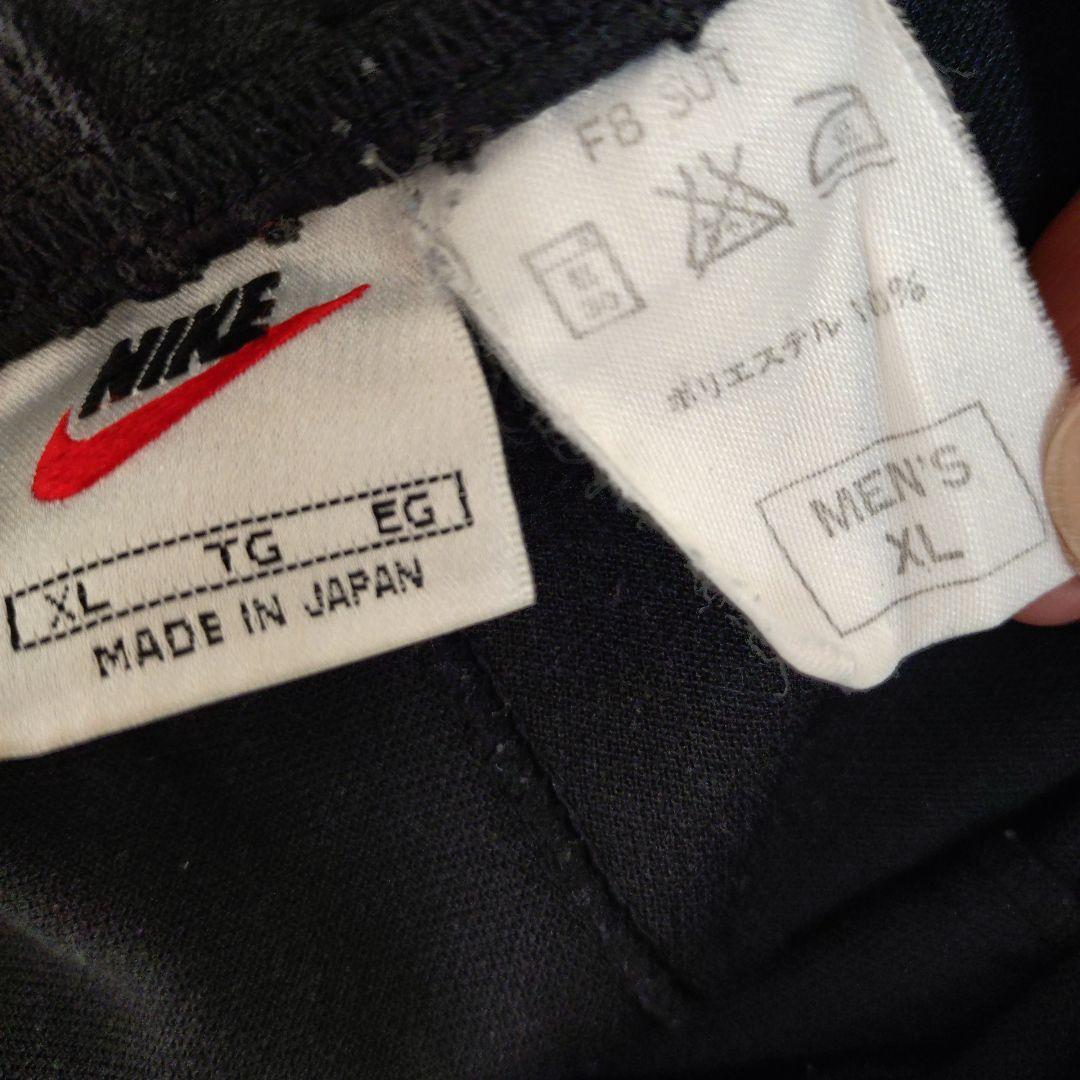 NIKE
XL TG EG
MADE IN JAPAN
F8 SUT
ポリエステル 100%
MEN'S
XL